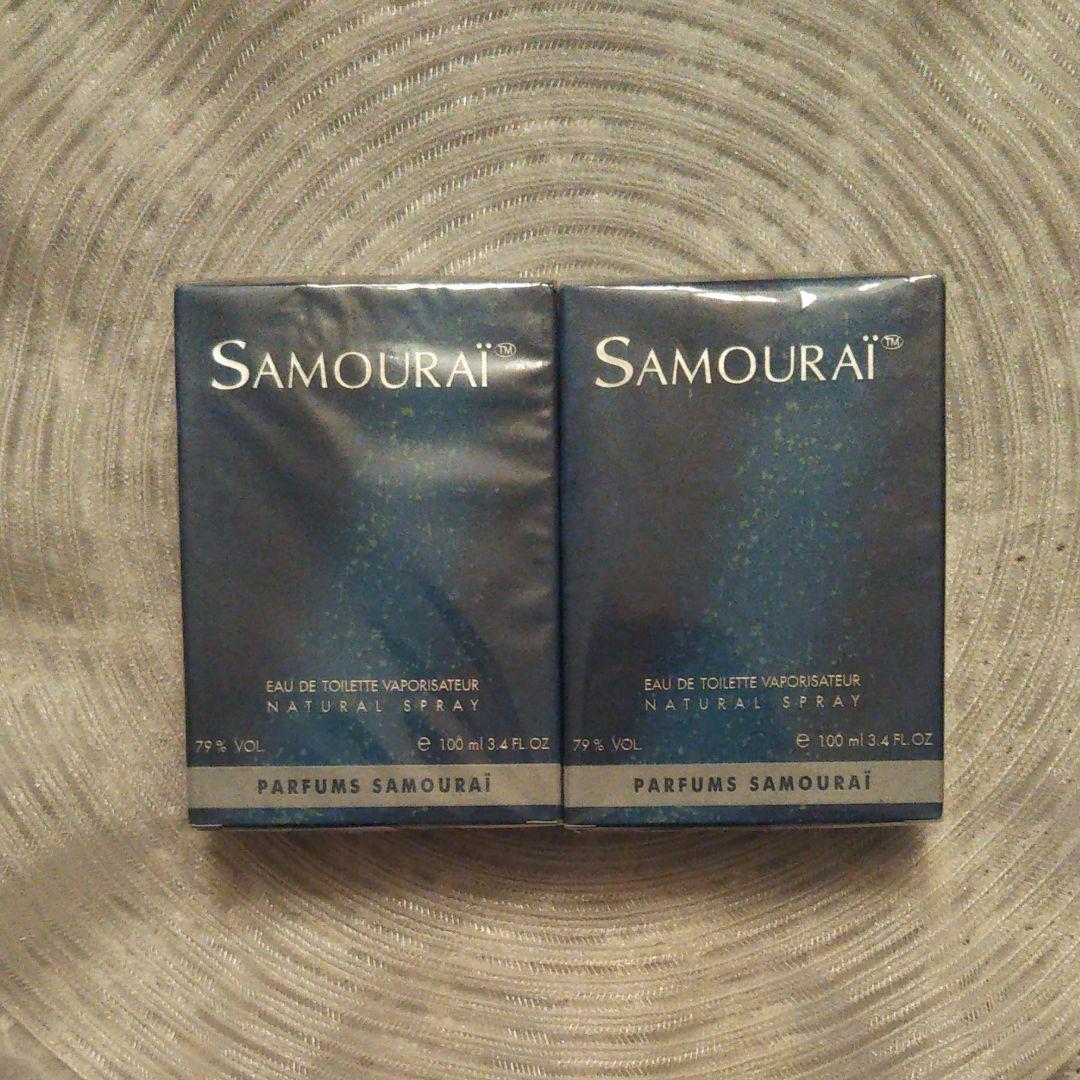 SAMOURAÏ™
EAU DE TOILETTE VAPORISATEUR
NATURAL SPRAY
79% VOL.
℮ 100 ml 3.4 FL.OZ
PARFUMS SAMOURAÏ
SAMOURAÏ™
EAU DE TOILETTE VAPORISATEUR
NATURAL SPRAY
79% VOL.
℮ 100 ml 3.4 FL.OZ
PARFUMS SAMOURAÏ